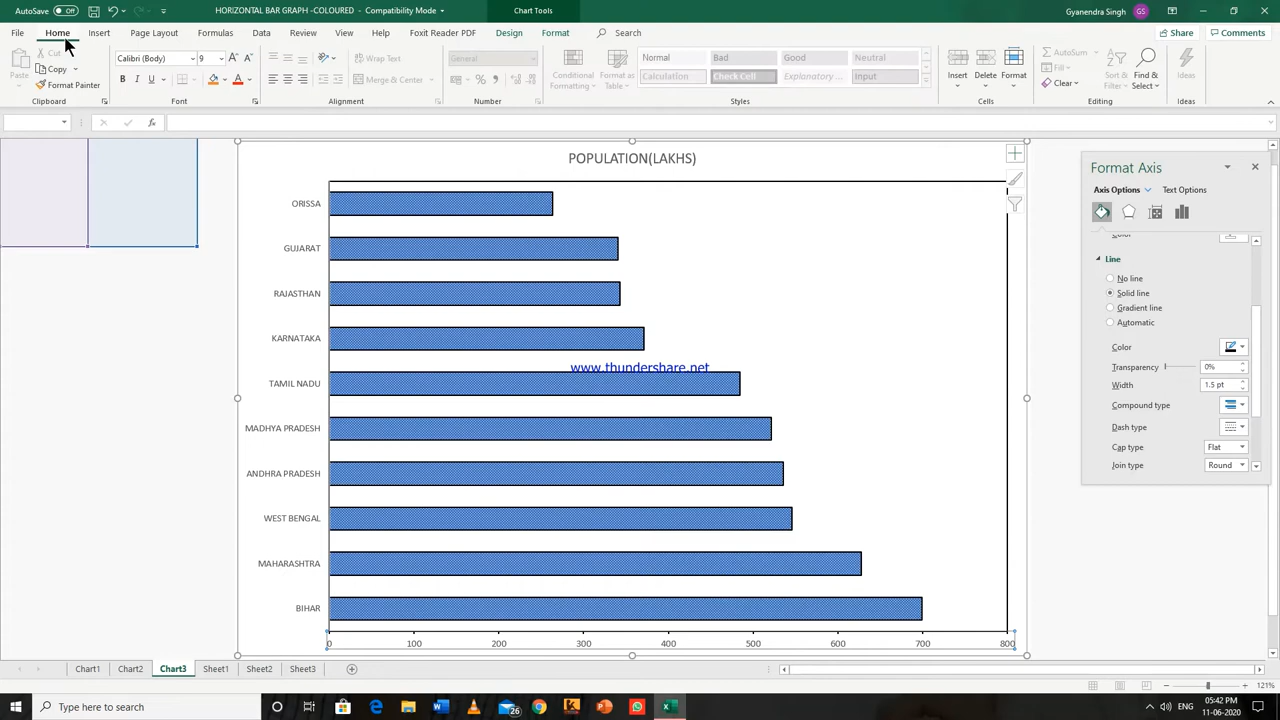 AutoSave Off HORIZONTAL BAR GRAPH -COLOURED - Compatibility Mode Chart Tools Gyanendra Singh GS
File Home Insert Page Layout Formulas Data Review View Help Foxit Reader PDF Design Format Search Share Comments
Paste
Cut
Copy
Format Painter
Clipboard
Calibri (Body) 9
B I U
Font
Wrap Text
Merge & Center
Alignment
General
Number
Conditional Formatting
Format as Table
Normal Bad Good Neutral
Calculation Check Cell Explanatory ... Input
Styles
Insert Delete Format
Cells
AutoSum
Fill
Clear
Sort & Filter
Find & Select
Editing
Ideas
Ideas
fx
POPULATION(LAKHS)
ORISSA
GUJARAT
RAJASTHAN
KARNATAKA
www.thundershare.net
TAMIL NADU
MADHYA PRADESH
ANDHRA PRADESH
WEST BENGAL
MAHARASHTRA
BIHAR
0 100 200 300 400 500 600 700 800
Format Axis
Axis Options Text Options
Color
Line
No line
Solid line
Gradient line
Automatic
Color
Transparency 0%
Width 1.5 pt
Compound type
Dash type
Cap type Flat
Join type Round
Chart1 Chart2 Chart3 Sheet1 Sheet2 Sheet3
121%
Type here to search
26
ENG
05:42 PM
11-06-2020